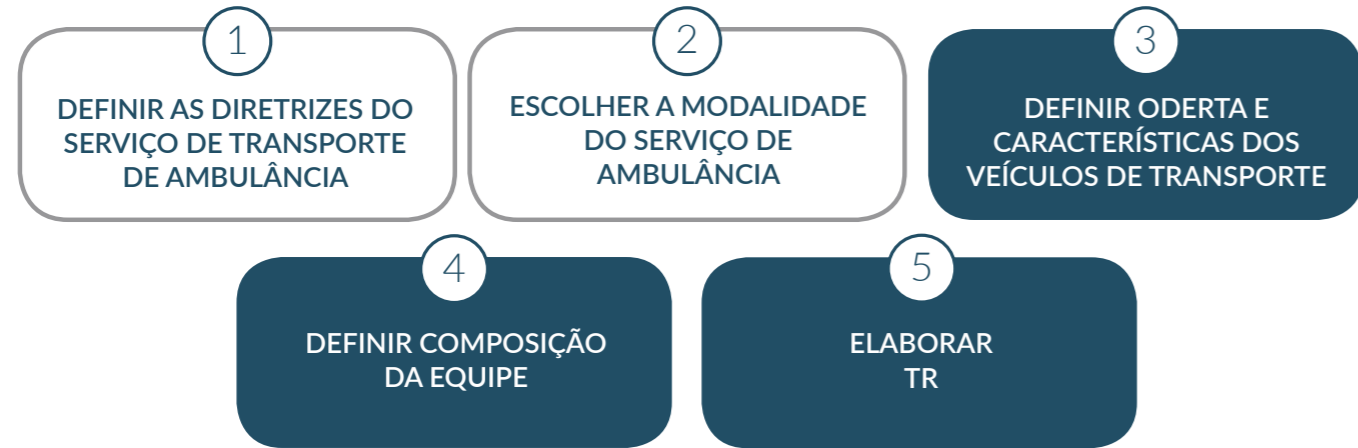 1
DEFINIR AS DIRETRIZES DO
SERVIÇO DE TRANSPORTE
DE AMBULÂNCIA
2
ESCOLHER A MODALIDADE
DO SERVIÇO DE
AMBULÂNCIA
3
DEFINIR ODERTA E
CARACTERÍSTICAS DOS
VEÍCULOS DE TRANSPORTE
4
DEFINIR COMPOSIÇÃO
DA EQUIPE
5
ELABORAR
TR